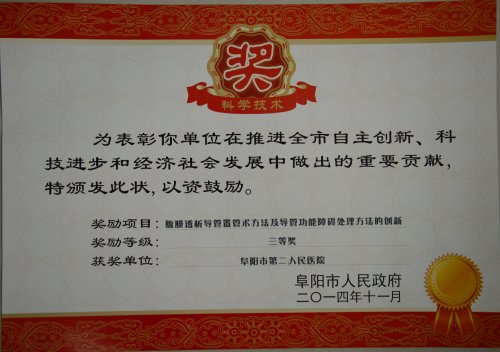 奖
科学技术
为表彰你单位在推进全市自主创新、科
技进步和经济社会发展中做出的重要贡献,
特颁发此状,以资鼓励。
奖励项目: 腹膜透析导管置管术方法及导管功能障碍处理方法的创新
奖励等级: 三等奖
获奖单位: 阜阳市第二人民医院
阜阳市人民政府
二〇一四年十一月